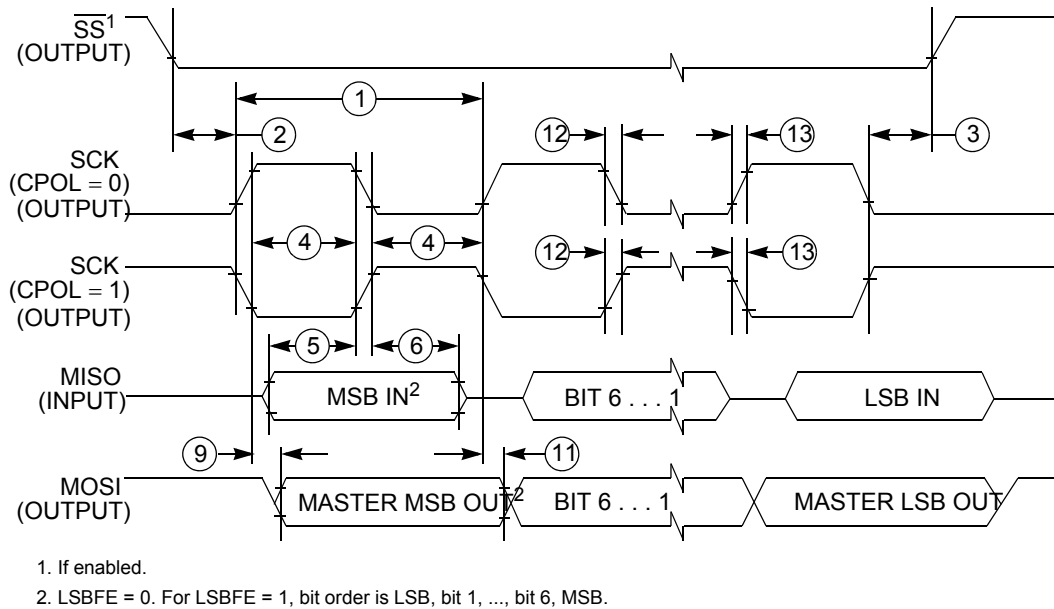 SS1
(OUTPUT)
1
2
12
13
3
SCK
(CPOL = 0)
(OUTPUT)
4
4
SCK
(CPOL = 1)
(OUTPUT)
12
13
5
6
MISO
(INPUT)
MSB IN2
BIT 6 . . . 1
LSB IN
9
11
MOSI
(OUTPUT)
MASTER MSB OUT2
BIT 6 . . . 1
MASTER LSB OUT
1. If enabled.
2. LSBFE = 0. For LSBFE = 1, bit order is LSB, bit 1, ..., bit 6, MSB.